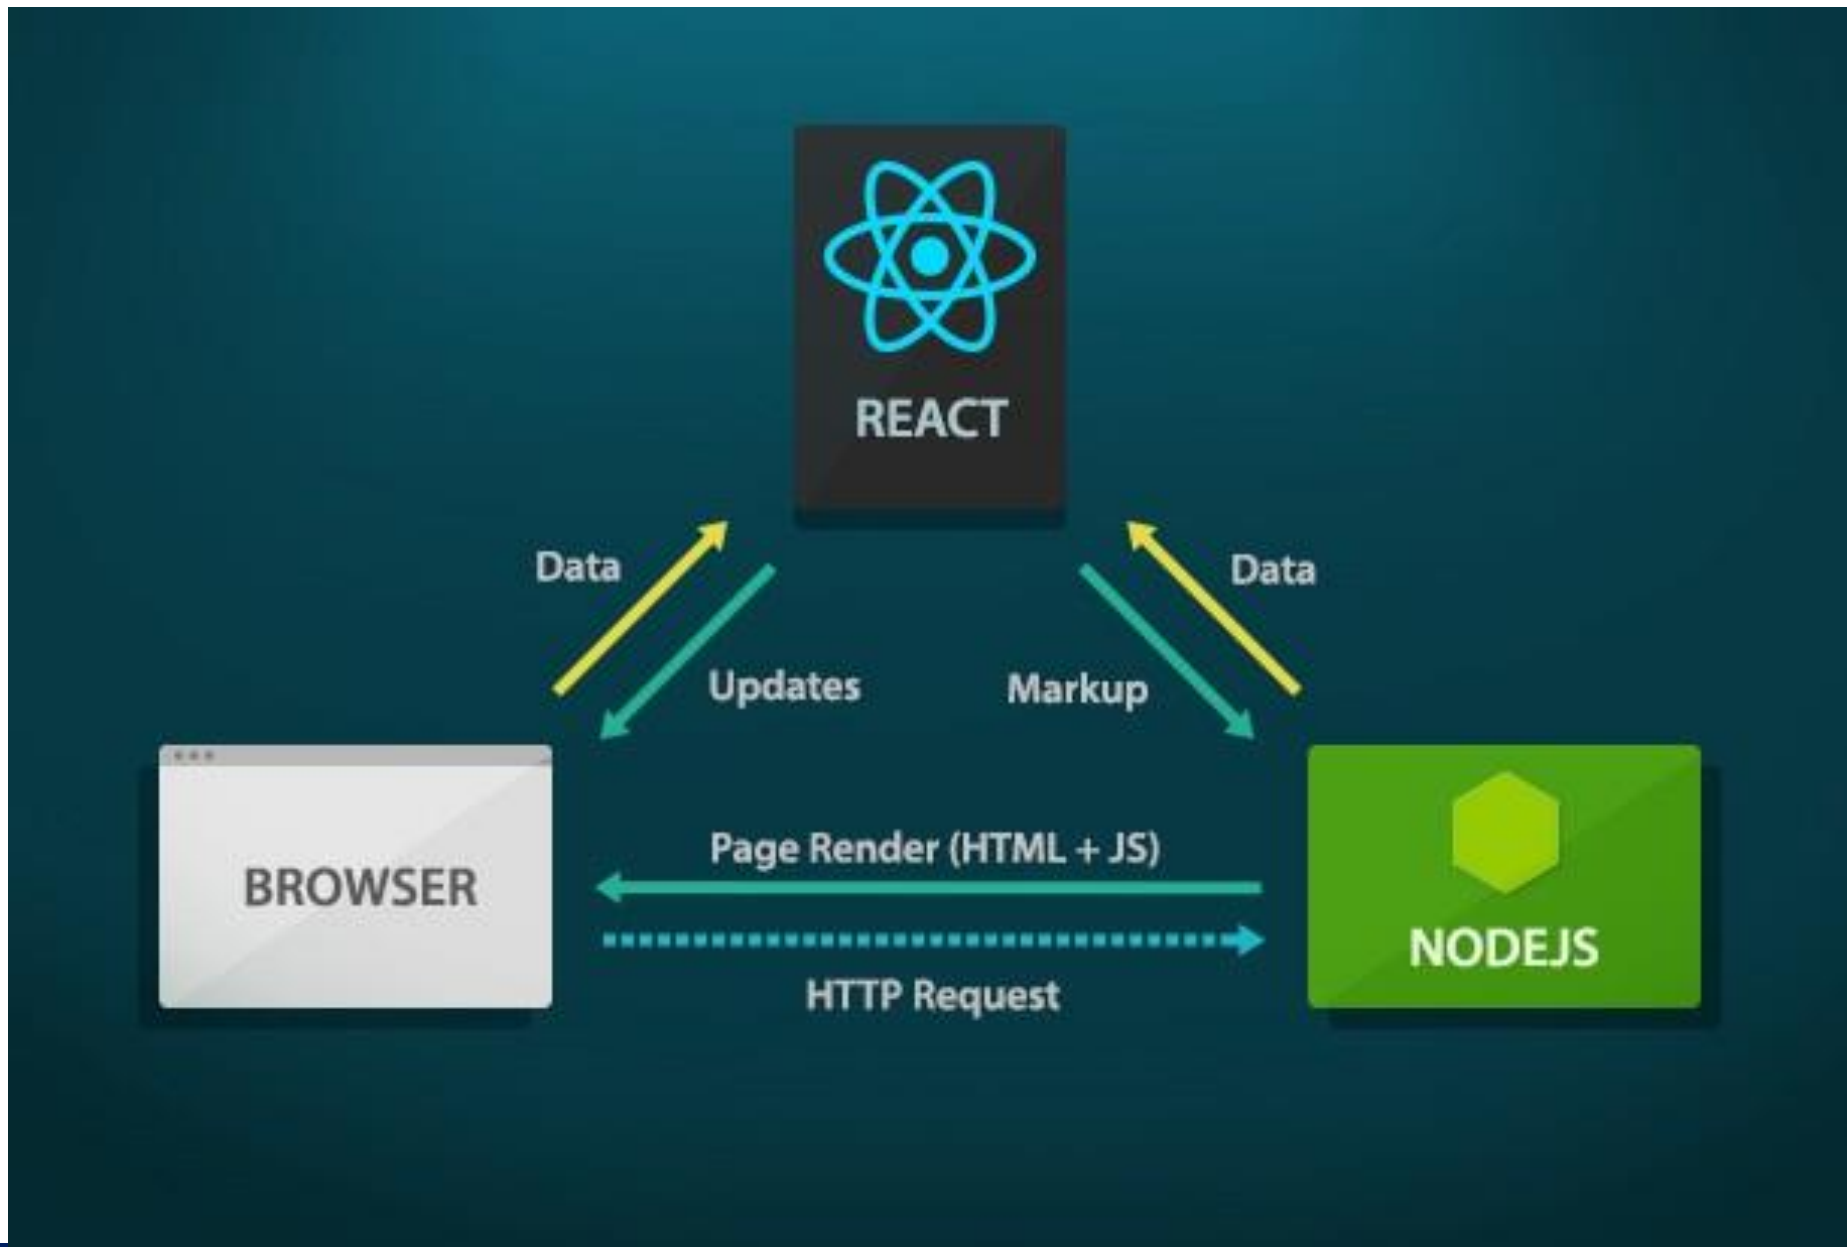 REACT
Data
Data
Updates
Markup
Page Render (HTML + JS)
BROWSER
NODEJS
HTTP Request